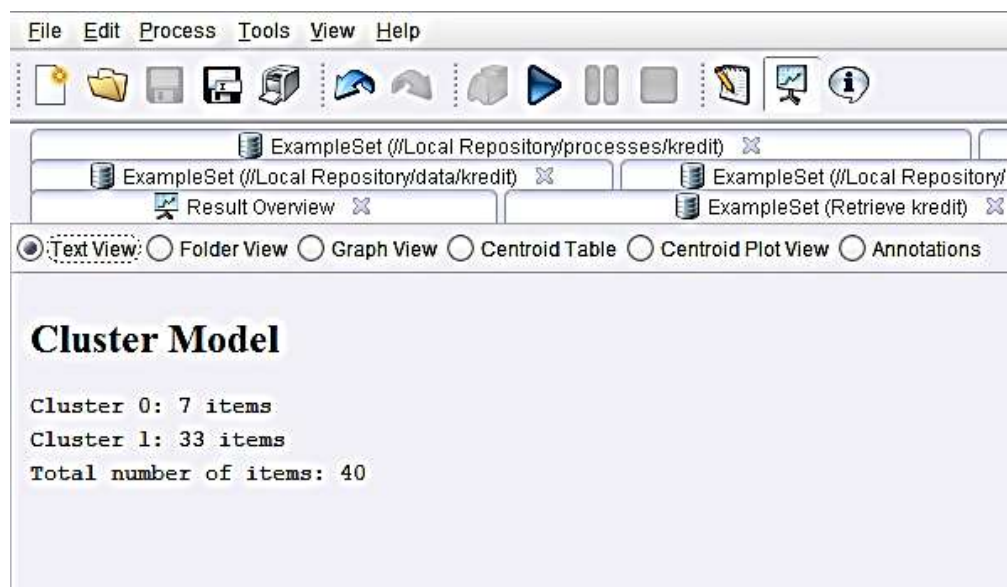 File Edit Process Tools View Help
ExampleSet (//Local Repository/processes/kredit)
ExampleSet (//Local Repository/data/kredit) ExampleSet (//Local Repository/
Result Overview ExampleSet (Retrieve kredit)
Text View Folder View Graph View Centroid Table Centroid Plot View Annotations
Cluster Model
Cluster 0: 7 items
Cluster 1: 33 items
Total number of items: 40